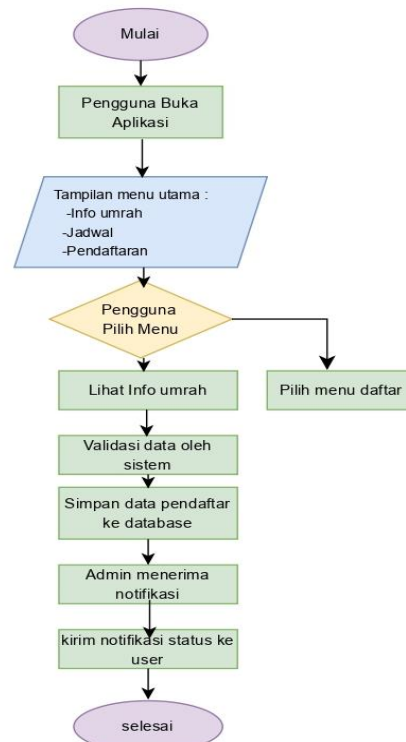 Mulai
Pengguna Buka
Aplikasi
Tampilan menu utama :
-Info umrah
-Jadwal
-Pendaftaran
Pengguna
Pilih Menu
Lihat Info umrah
Pilih menu daftar
Validasi data oleh
sistem
Simpan data pendaftar
ke database
Admin menerima
notifikasi
kirim notifikasi status ke
user
selesai